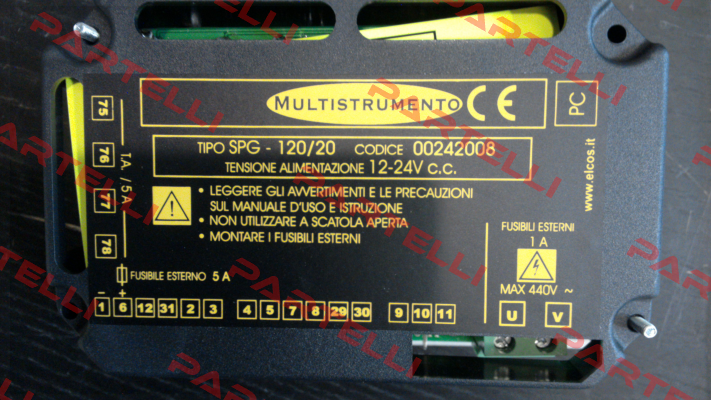 MULTISTRUMENTO CE
PC
TIPO SPG - 120/20 CODICE 00242008
TENSIONE ALIMENTAZIONE 12-24V C.C.
• LEGGERE GLI AVVERTIMENTI E LE PRECAUZIONI
SUL MANUALE D'USO E ISTRUZIONE
• NON UTILIZZARE A SCATOLA APERTA
• MONTARE I FUSIBILI ESTERNI
75
76
77
78
1A. / 5A
www.elcos.it
FUSIBILI ESTERNI
1 A
MAX 440V ~
U V
FUSIBILE ESTERNO 5 A
– +
1 6 12 31 2 3 4 5 7 8 29 30 9 10 11
PARTELLI
PARTELLI
PARTELLI
PARTELLI
PARTELLI
PARTELLI